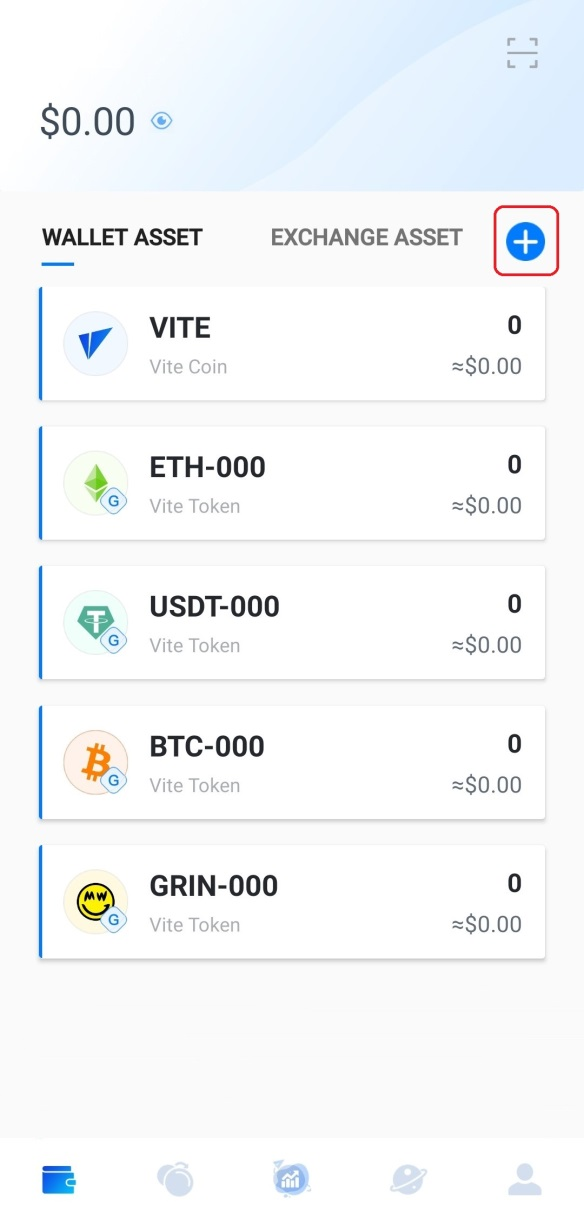 $0.00
WALLET ASSET EXCHANGE ASSET
VITE 0
Vite Coin ≈$0.00
ETH-000 0
G
Vite Token ≈$0.00
USDT-000 0
G
Vite Token ≈$0.00
BTC-000 0
G
Vite Token ≈$0.00
GRIN-000 0
MW
G
Vite Token ≈$0.00